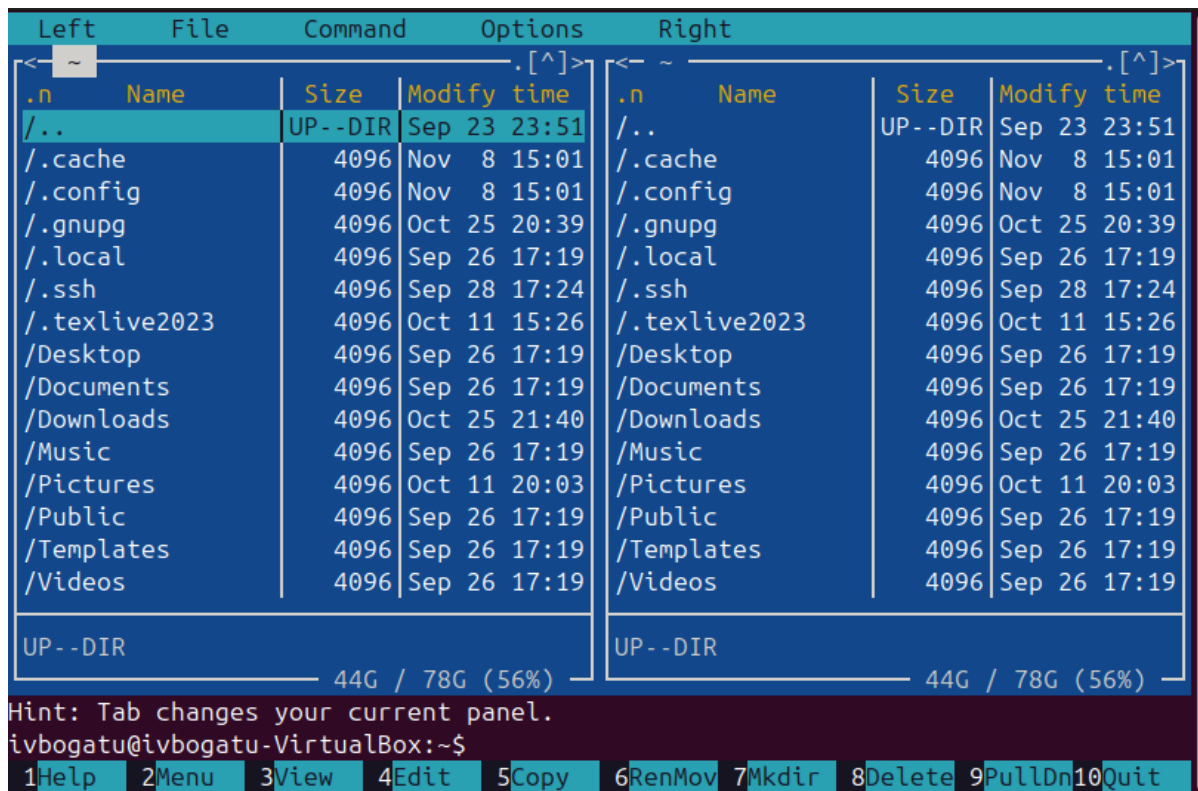 Left File Command Options Right
<─ ~ ─.[^]>┐ <─ ~ ─.[^]>
.n Name Size Modify time .n Name Size Modify time
/.. UP--DIR Sep 23 23:51 /.. UP--DIR Sep 23 23:51
/.cache 4096 Nov 8 15:01 /.cache 4096 Nov 8 15:01
/.config 4096 Nov 8 15:01 /.config 4096 Nov 8 15:01
/.gnupg 4096 Oct 25 20:39 /.gnupg 4096 Oct 25 20:39
/.local 4096 Sep 26 17:19 /.local 4096 Sep 26 17:19
/.ssh 4096 Sep 28 17:24 /.ssh 4096 Sep 28 17:24
/.texlive2023 4096 Oct 11 15:26 /.texlive2023 4096 Oct 11 15:26
/Desktop 4096 Sep 26 17:19 /Desktop 4096 Sep 26 17:19
/Documents 4096 Sep 26 17:19 /Documents 4096 Sep 26 17:19
/Downloads 4096 Oct 25 21:40 /Downloads 4096 Oct 25 21:40
/Music 4096 Sep 26 17:19 /Music 4096 Sep 26 17:19
/Pictures 4096 Oct 11 20:03 /Pictures 4096 Oct 11 20:03
/Public 4096 Sep 26 17:19 /Public 4096 Sep 26 17:19
/Templates 4096 Sep 26 17:19 /Templates 4096 Sep 26 17:19
/Videos 4096 Sep 26 17:19 /Videos 4096 Sep 26 17:19
UP--DIR UP--DIR
44G / 78G (56%) 44G / 78G (56%)
Hint: Tab changes your current panel.
ivbogatu@ivbogatu-VirtualBox:~$
1Help 2Menu 3View 4Edit 5Copy 6RenMov 7Mkdir 8Delete 9PullDn 10Quit